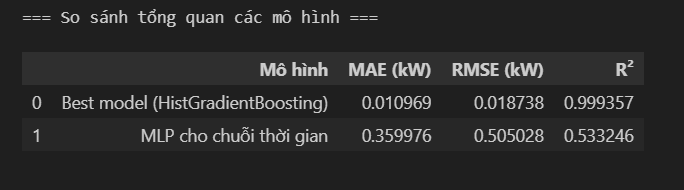 === So sánh tổng quan các mô hình ===
Mô hình MAE (kW) RMSE (kW) R²
0 Best model (HistGradientBoosting) 0.010969 0.018738 0.999357
1 MLP cho chuỗi thời gian 0.359976 0.505028 0.533246